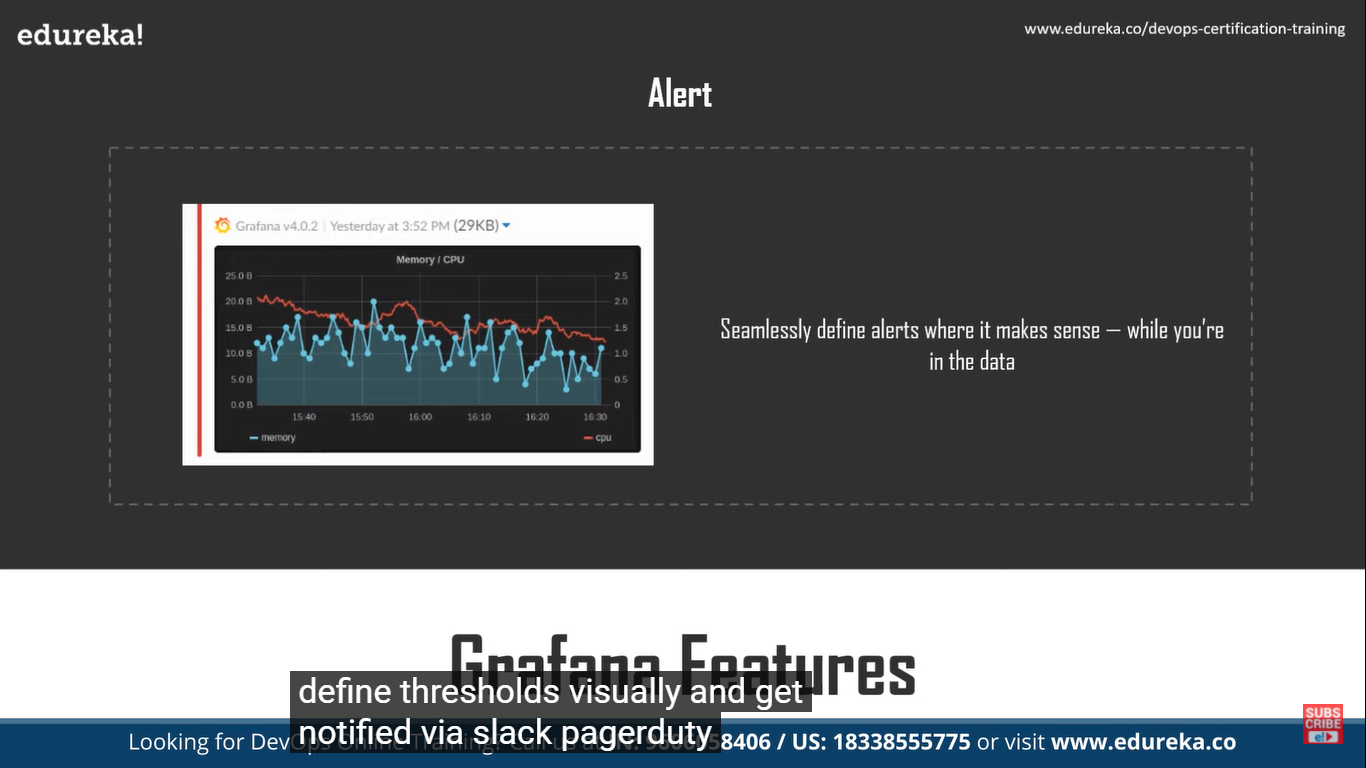 edureka!
www.edureka.co/devops-certification-training
Alert
Grafana v4.0.2 | Yesterday at 3:52 PM (29KB)
Memory / CPU
25.0 B
20.0 B
15.0 B
10.0 B
5.0 B
0.0 B
2.5
2.0
1.5
1.0
0.5
0
15:40 15:50 16:00 16:10 16:20 16:30
memory
cpu
Seamlessly define alerts where it makes sense — while you're
in the data
Grafana Features
define thresholds visually and get
notified via slack pagerduty
Looking for DevOps Online Training? Call us at 8406 / US: 18338555775 or visit www.edureka.co
SUBS
CRIBE
e!